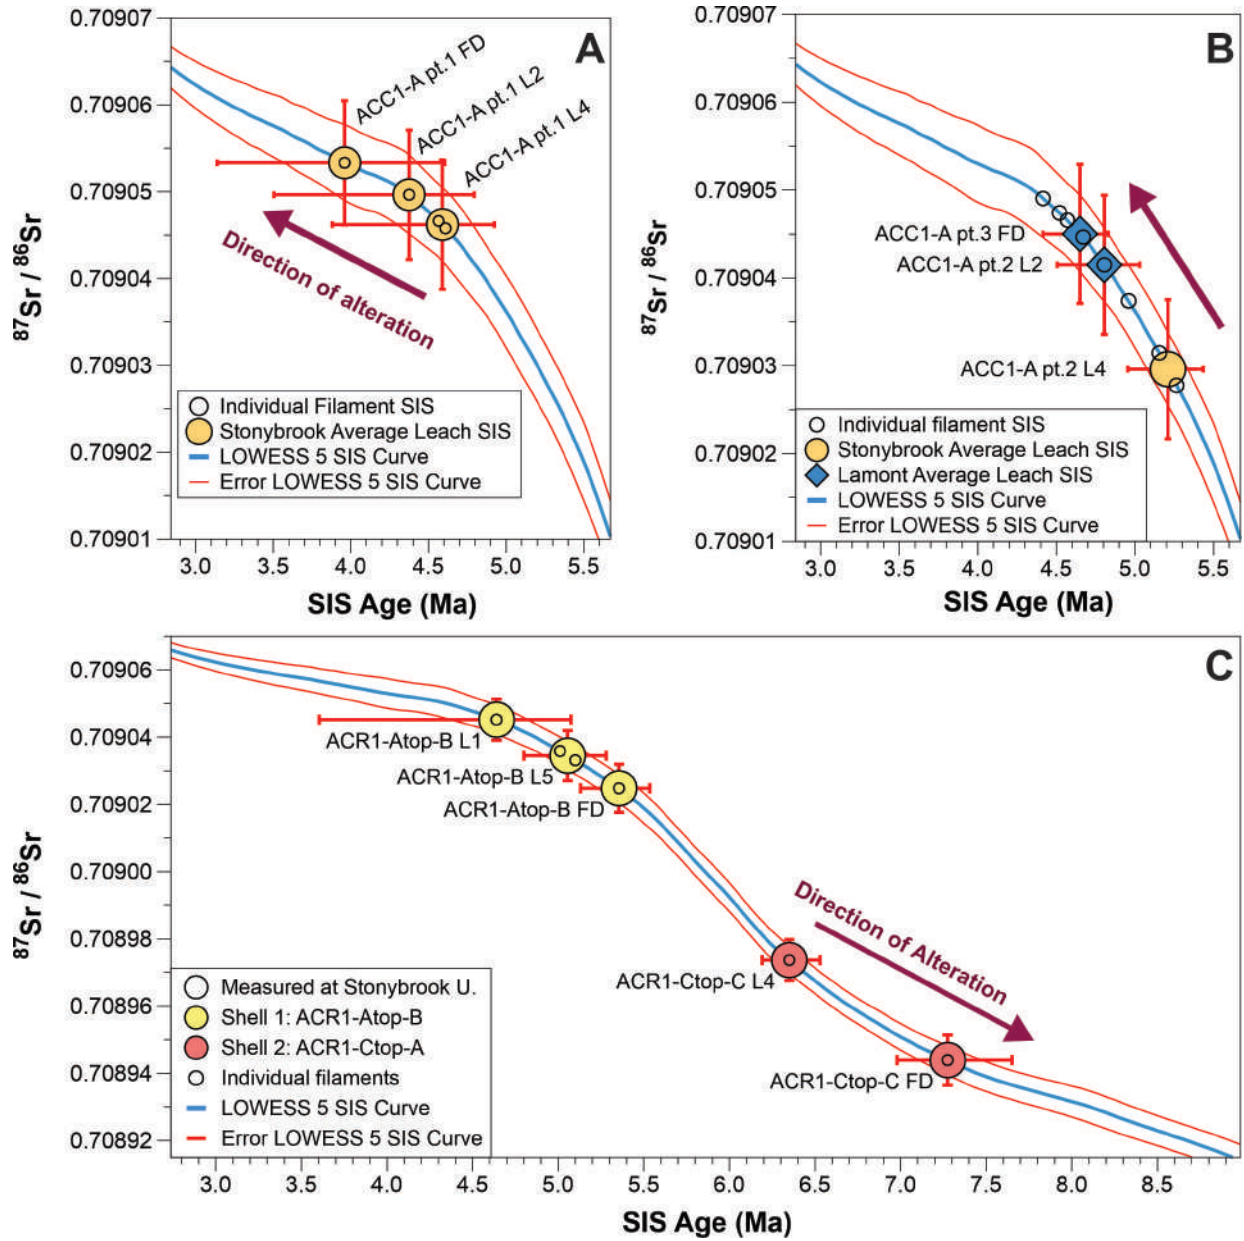 A
0.70907
0.70906
0.70905
0.70904
0.70903
0.70902
0.70901
87Sr / 86Sr
ACC1-A pt.1 FD
ACC1-A pt.1 L2
ACC1-A pt.1 L4
Direction of alteration
Individual Filament SIS
Stonybrook Average Leach SIS
LOWESS 5 SIS Curve
Error LOWESS 5 SIS Curve
3.0 3.5 4.0 4.5 5.0 5.5
SIS Age (Ma)
B
0.70907
0.70906
0.70905
0.70904
0.70903
0.70902
0.70901
87Sr / 86Sr
ACC1-A pt.3 FD
ACC1-A pt.2 L2
ACC1-A pt.2 L4
Individual filament SIS
Stonybrook Average Leach SIS
Lamont Average Leach SIS
LOWESS 5 SIS Curve
Error LOWESS 5 SIS Curve
3.0 3.5 4.0 4.5 5.0 5.5
SIS Age (Ma)
C
0.70906
0.70904
0.70902
0.70900
0.70898
0.70896
0.70894
0.70892
87Sr / 86Sr
ACR1-Atop-B L1
ACR1-Atop-B L5
ACR1-Atop-B FD
ACR1-Ctop-C L4
ACR1-Ctop-C FD
Direction of Alteration
Measured at Stonybrook U.
Shell 1: ACR1-Atop-B
Shell 2: ACR1-Ctop-A
Individual filaments
LOWESS 5 SIS Curve
Error LOWESS 5 SIS Curve
3.0 3.5 4.0 4.5 5.0 5.5 6.0 6.5 7.0 7.5 8.0 8.5
SIS Age (Ma)